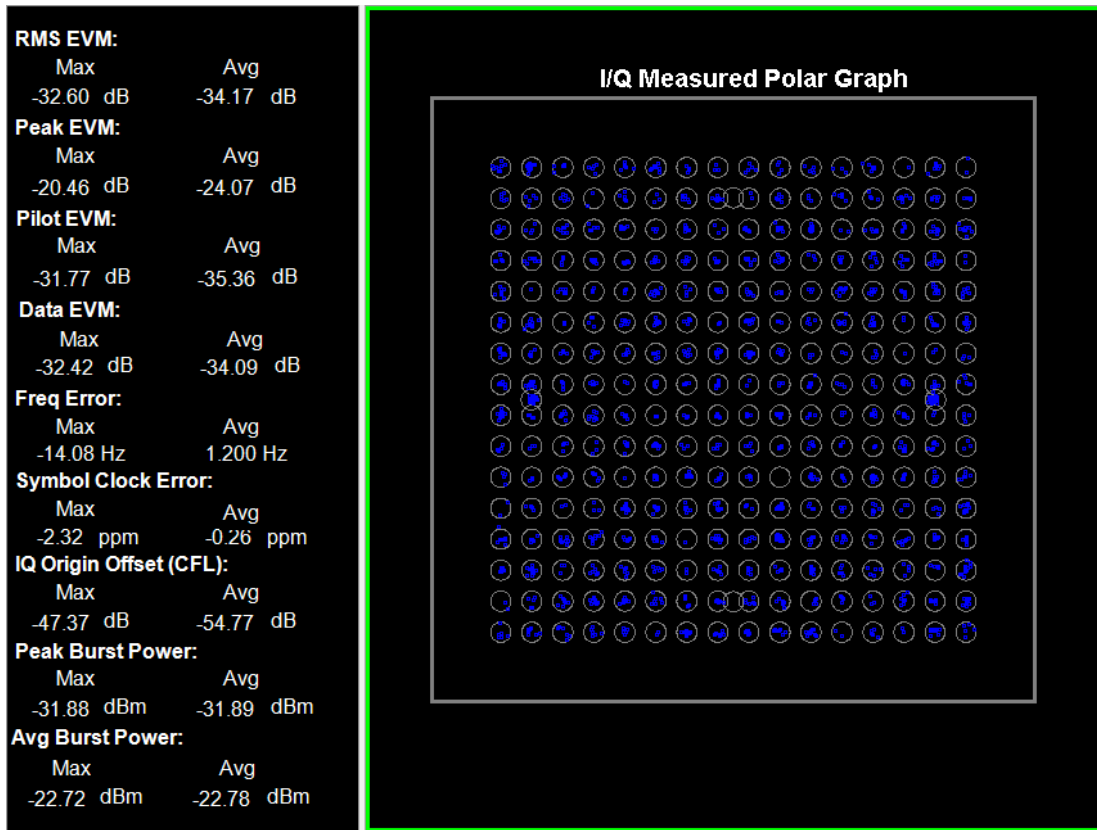 RMS EVM:
Max Avg
-32.60 dB -34.17 dB
Peak EVM:
Max Avg
-20.46 dB -24.07 dB
Pilot EVM:
Max Avg
-31.77 dB -35.36 dB
Data EVM:
Max Avg
-32.42 dB -34.09 dB
Freq Error:
Max Avg
-14.08 Hz 1.200 Hz
Symbol Clock Error:
Max Avg
-2.32 ppm -0.26 ppm
IQ Origin Offset (CFL):
Max Avg
-47.37 dB -54.77 dB
Peak Burst Power:
Max Avg
-31.88 dBm -31.89 dBm
Avg Burst Power:
Max Avg
-22.72 dBm -22.78 dBm
I/Q Measured Polar Graph